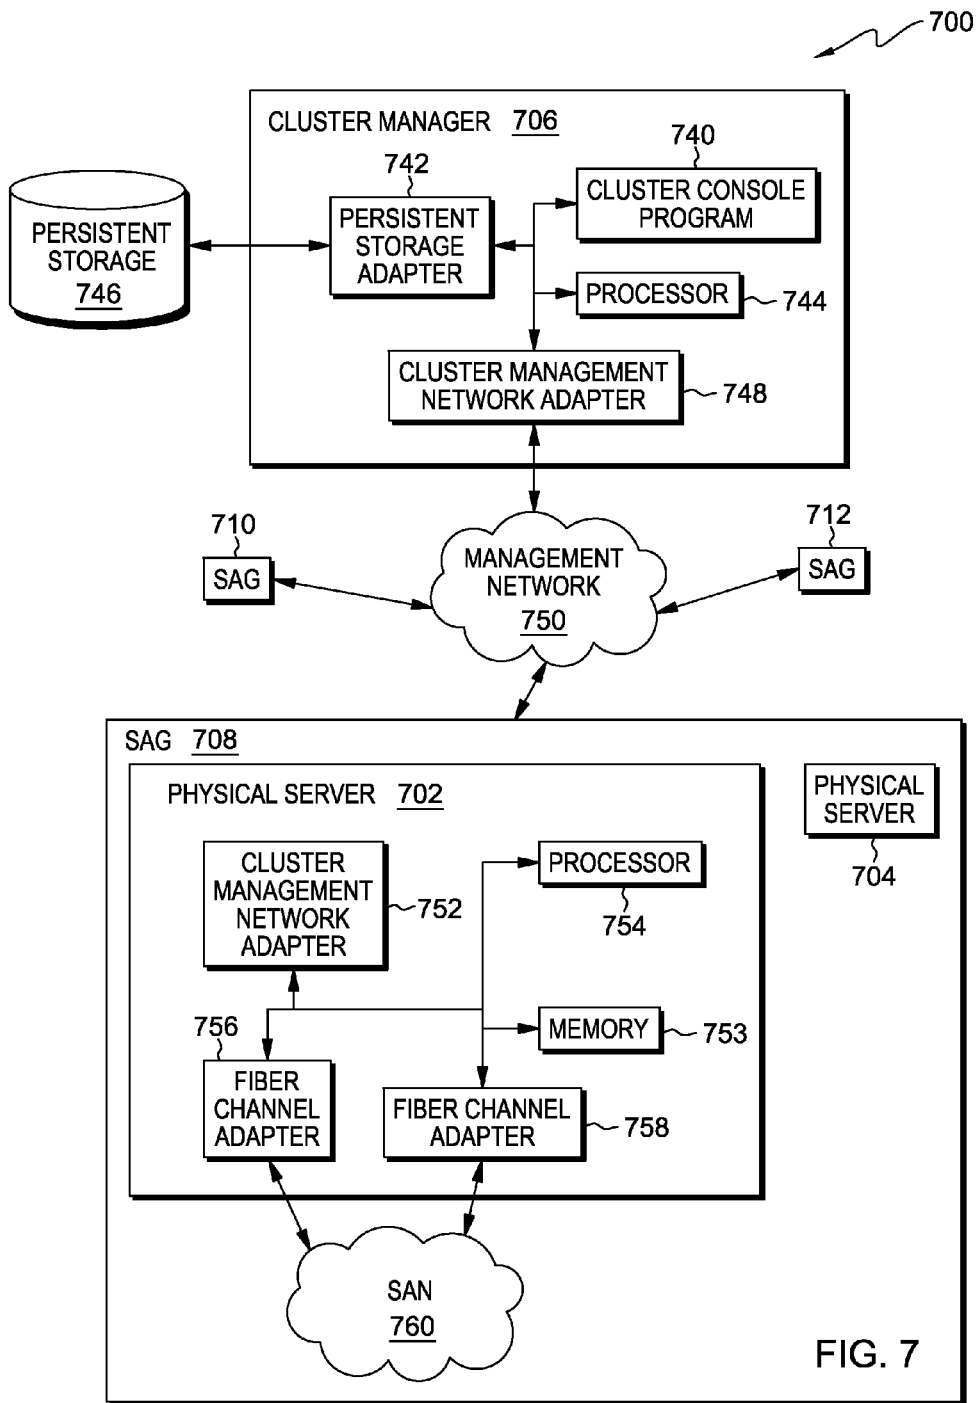 700
CLUSTER MANAGER 706
740
742
CLUSTER CONSOLE
PROGRAM
PERSISTENT
STORAGE
ADAPTER
PERSISTENT
STORAGE
746
PROCESSOR
744
CLUSTER MANAGEMENT
NETWORK ADAPTER
748
710
SAG
MANAGEMENT
NETWORK
750
712
SAG
SAG 708
PHYSICAL SERVER 702
PHYSICAL
SERVER
704
CLUSTER
MANAGEMENT
NETWORK
ADAPTER
752
PROCESSOR
754
756
MEMORY
753
FIBER
CHANNEL
ADAPTER
FIBER CHANNEL
ADAPTER
758
SAN
760
FIG. 7